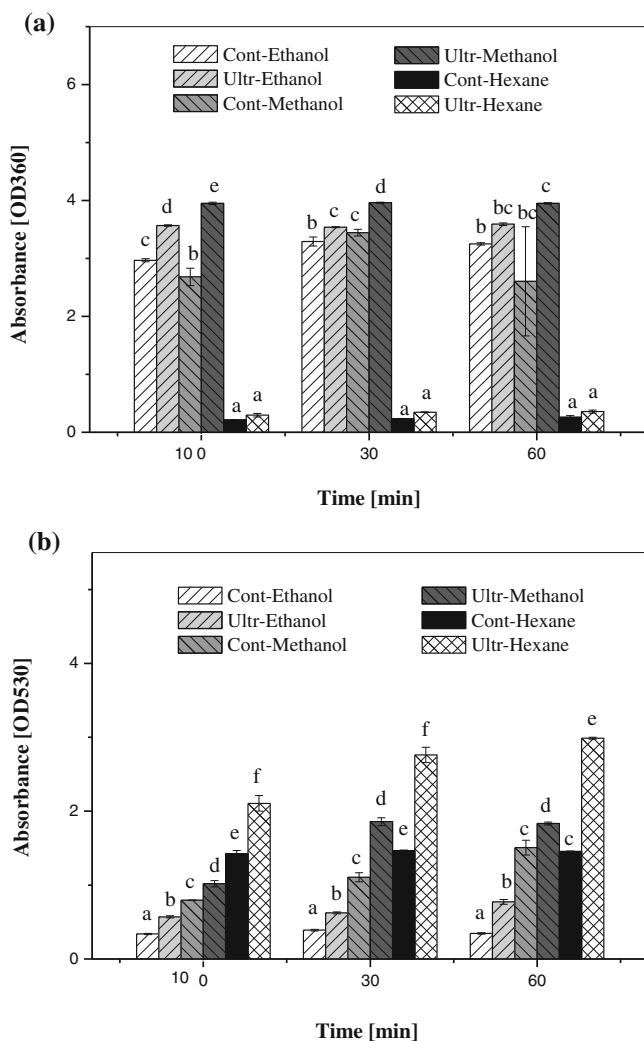 (a)
Absorbance [OD360]
6
4
2
0
Cont-Ethanol
Ultr-Ethanol
Cont-Methanol
Ultr-Methanol
Cont-Hexane
Ultr-Hexane
c d b e a a
b c c d a a
b bc bc c a a
10 0 30 60
Time [min]
(b)
Absorbance [OD530]
4
2
0
Cont-Ethanol
Ultr-Ethanol
Cont-Methanol
Ultr-Methanol
Cont-Hexane
Ultr-Hexane
a b c d e f
a b c d e f
a b c d c e
10 0 30 60
Time [min]